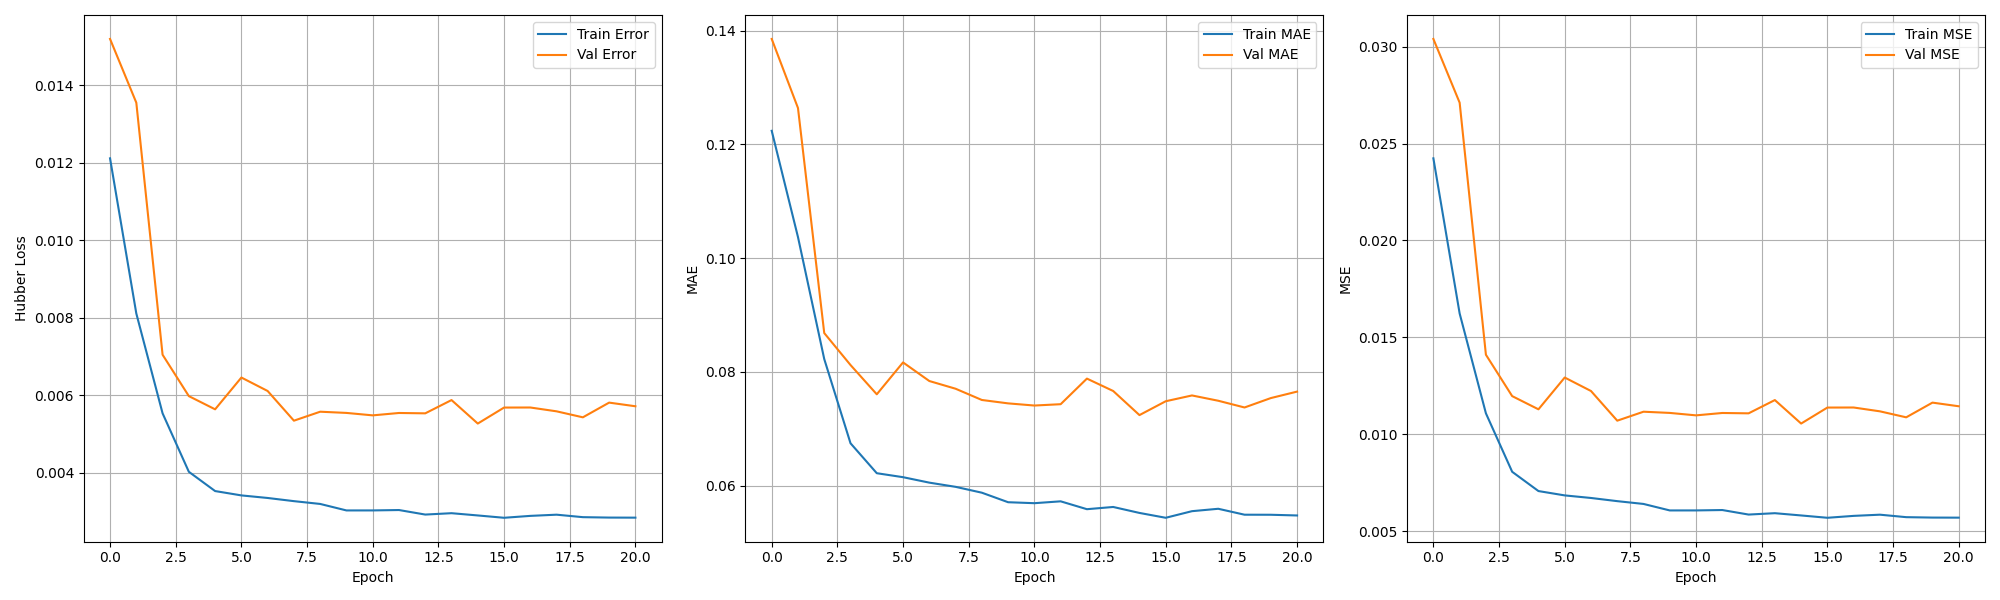 Train Error
Val Error
0.014
0.012
0.010
0.008
0.006
0.004
Hubber Loss
0.0 2.5 5.0 7.5 10.0 12.5 15.0 17.5 20.0
Epoch
Train MAE
Val MAE
0.14
0.12
0.10
0.08
0.06
MAE
0.0 2.5 5.0 7.5 10.0 12.5 15.0 17.5 20.0
Epoch
Train MSE
Val MSE
0.030
0.025
0.020
0.015
0.010
0.005
MSE
0.0 2.5 5.0 7.5 10.0 12.5 15.0 17.5 20.0
Epoch